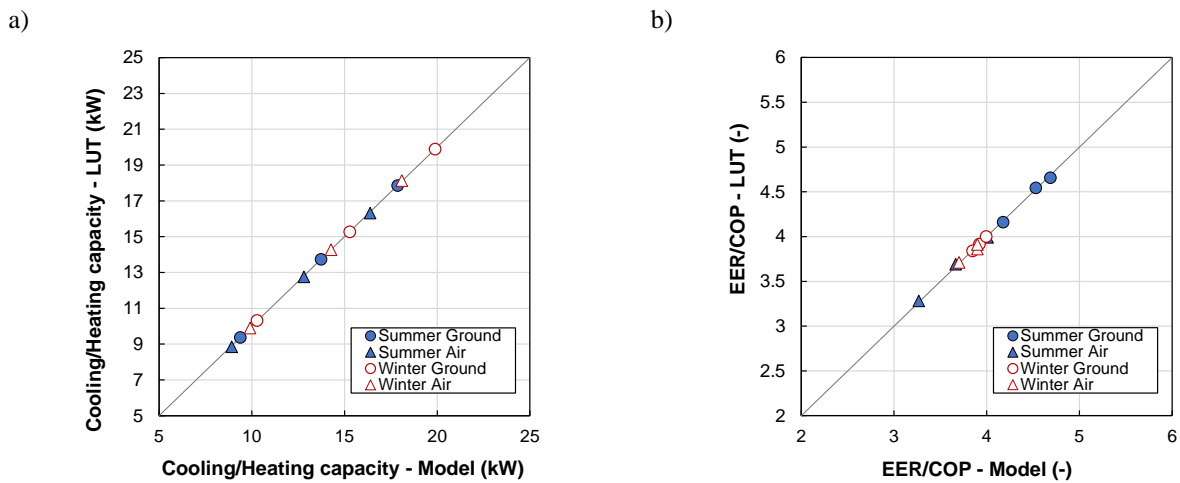 a)
25
23
21
19
17
15
13
11
9
7
5
5 10 15 20 25
Cooling/Heating capacity - LUT (kW)
Cooling/Heating capacity - Model (kW)
Summer Ground
Summer Air
Winter Ground
Winter Air
b)
6
5.5
5
4.5
4
3.5
3
2.5
2
2 3 4 5 6
EER/COP - LUT (-)
EER/COP - Model (-)
Summer Ground
Summer Air
Winter Ground
Winter Air